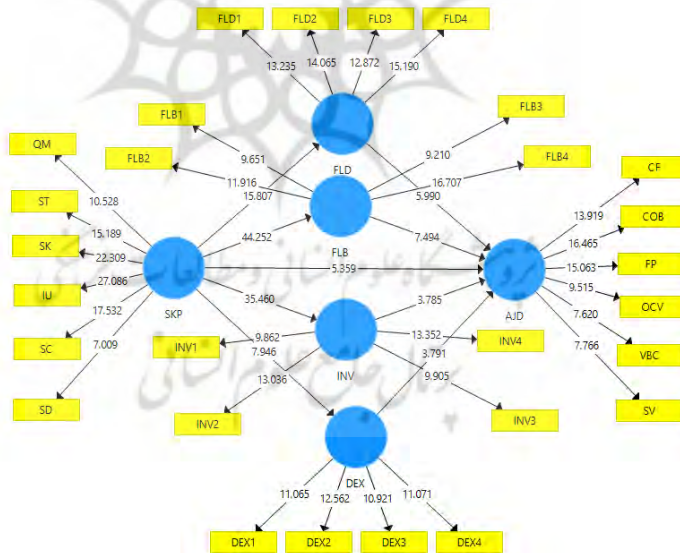 FLD1 FLD2 FLD3 FLD4
13.235 14.065 12.872 15.190
FLB1 FLB3
FLB2 FLB4
9.651 9.210
11.916 16.707
FLD
15.807 5.990
QM CF
10.528 13.919
ST COB
15.189 16.465
SK FP
22.309 15.063
IU OCV
27.086 9.515
SC VBC
17.532 7.620
SD SV
7.009 7.766
44.252 7.494
FLB
5.359
SKP AJD
35.460 3.785
INV1 9.862 13.352 INV4
7.946 3.791
INV
13.036 9.905
INV2 INV3
DEX
11.065 12.562 10.921 11.071
DEX1 DEX2 DEX3 DEX4
پرتال جامع علوم انسانی